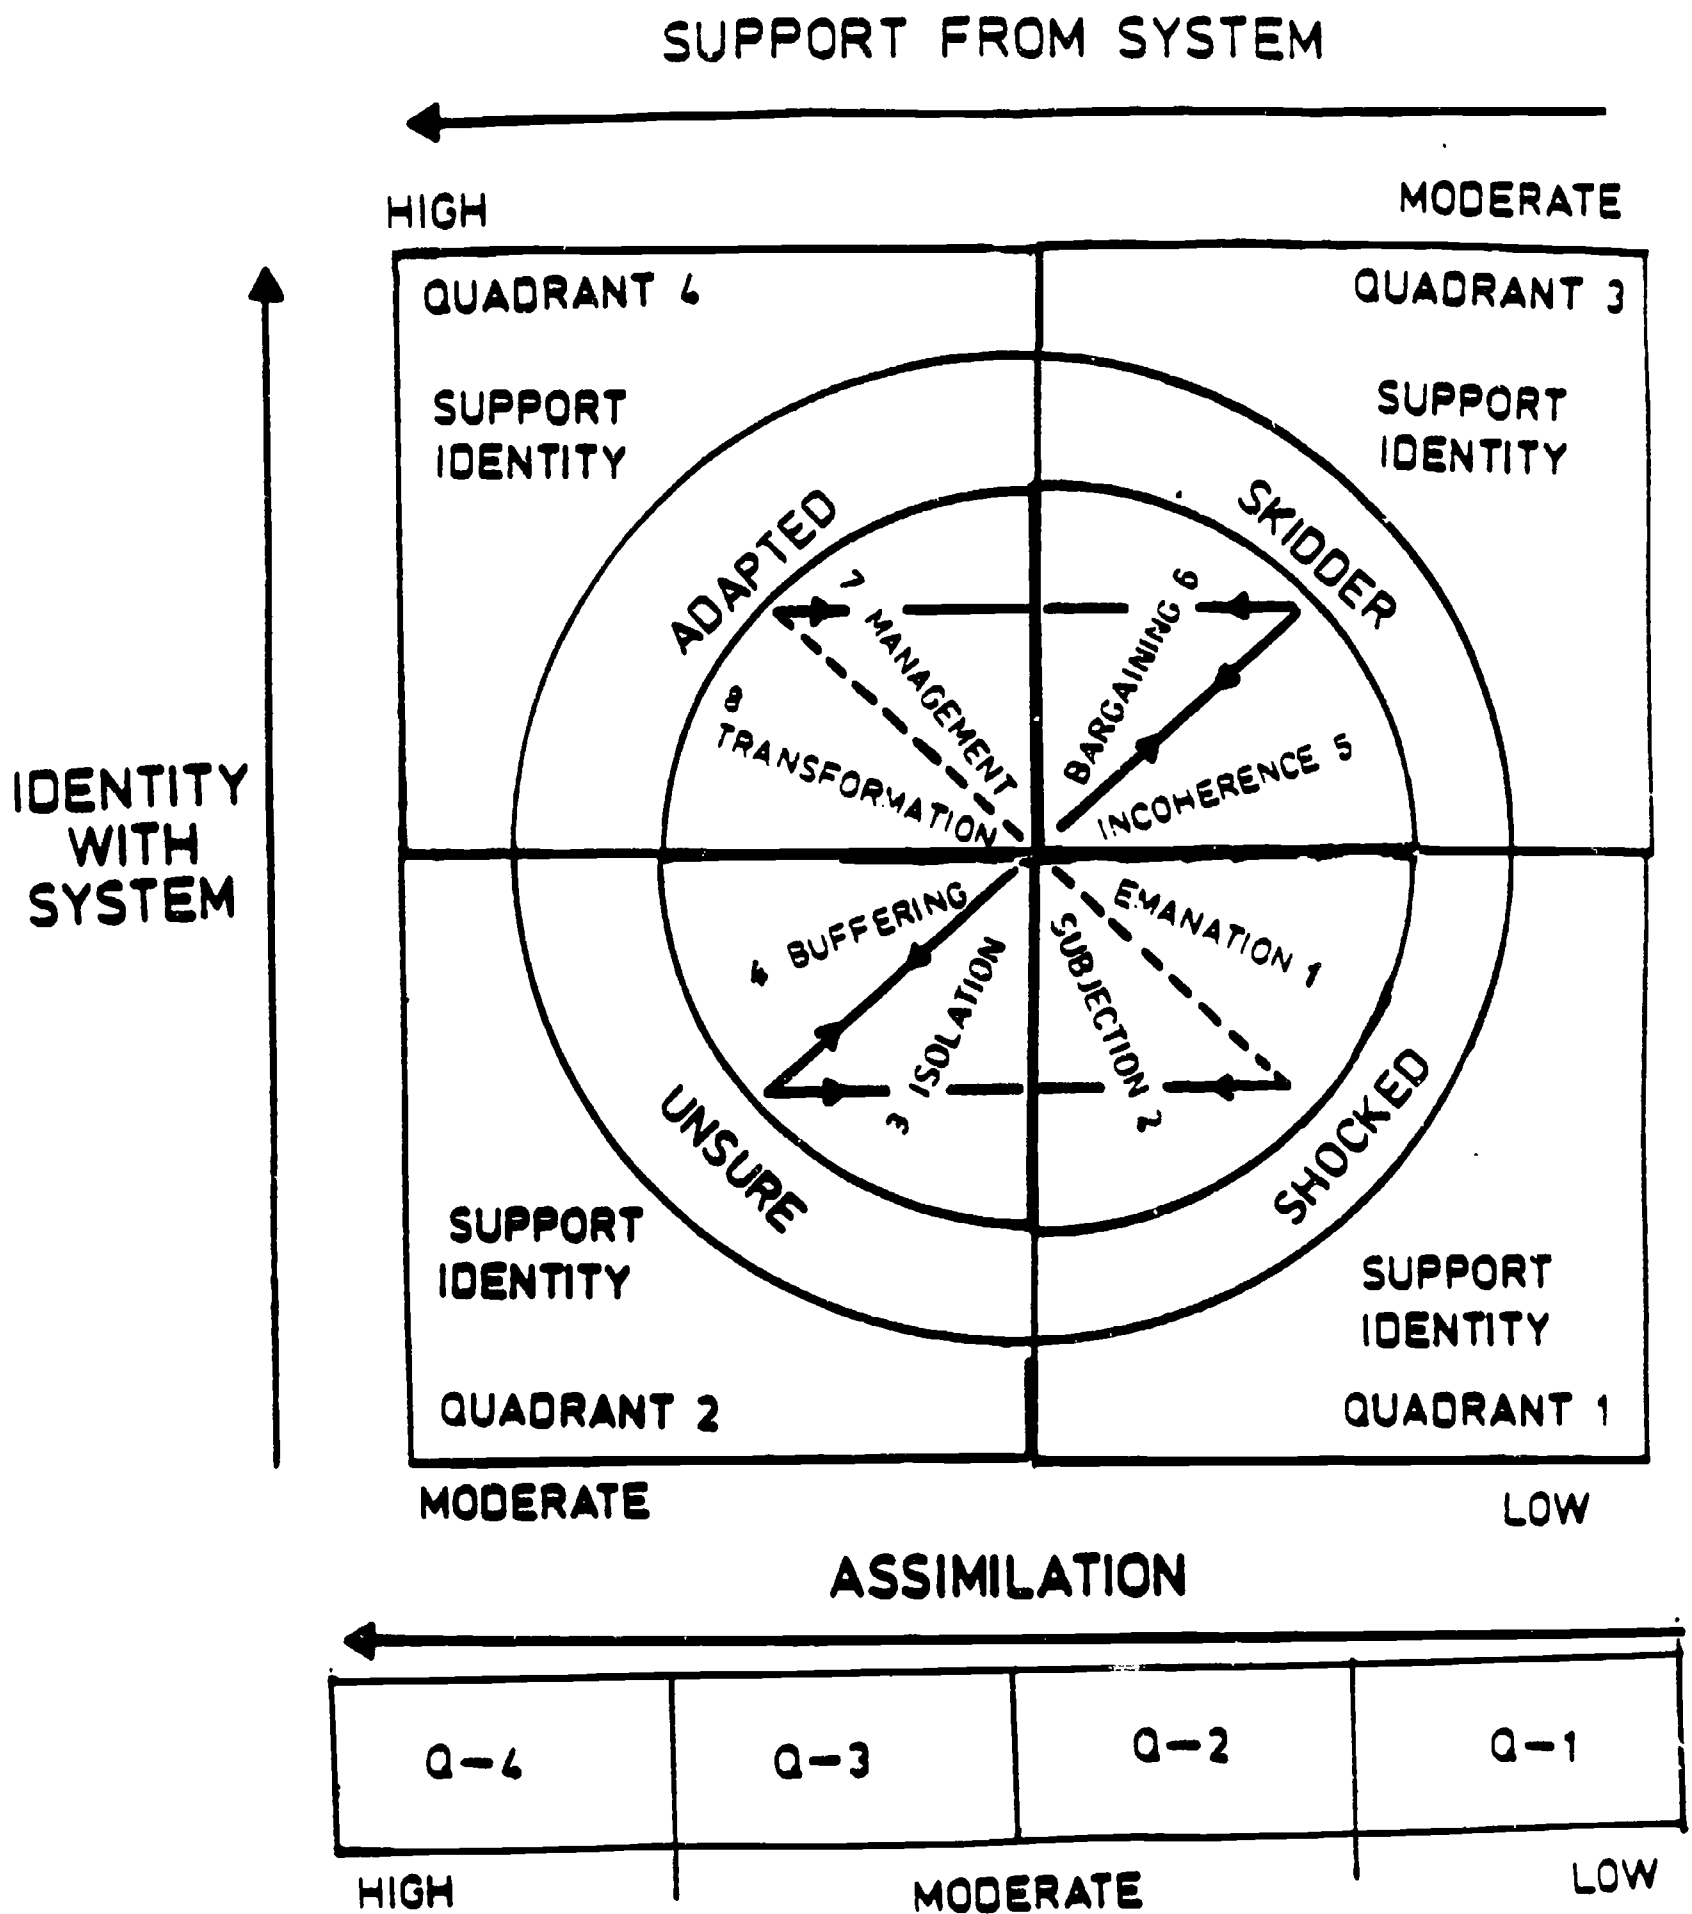 SUPPORT FROM SYSTEM
HIGH
MODERATE
QUADRANT 4
QUADRANT 3
SUPPORT
IDENTITY
SUPPORT
IDENTITY
ADAPTED
SKIDDER
7 MANAGEMENT
BARGAINING 6
8
TRANSFORMATION
INCOHERENCE 5
IDENTITY
WITH
SYSTEM
4 BUFFERING
EMANATION 1
3 ISOLATION
SUBJECTION 2
UNSURE
SHOCKED
SUPPORT
IDENTITY
SUPPORT
IDENTITY
QUADRANT 2
QUADRANT 1
MODERATE
LOW
ASSIMILATION
Q-4
Q-3
Q-2
Q-1
HIGH
MODERATE
LOW